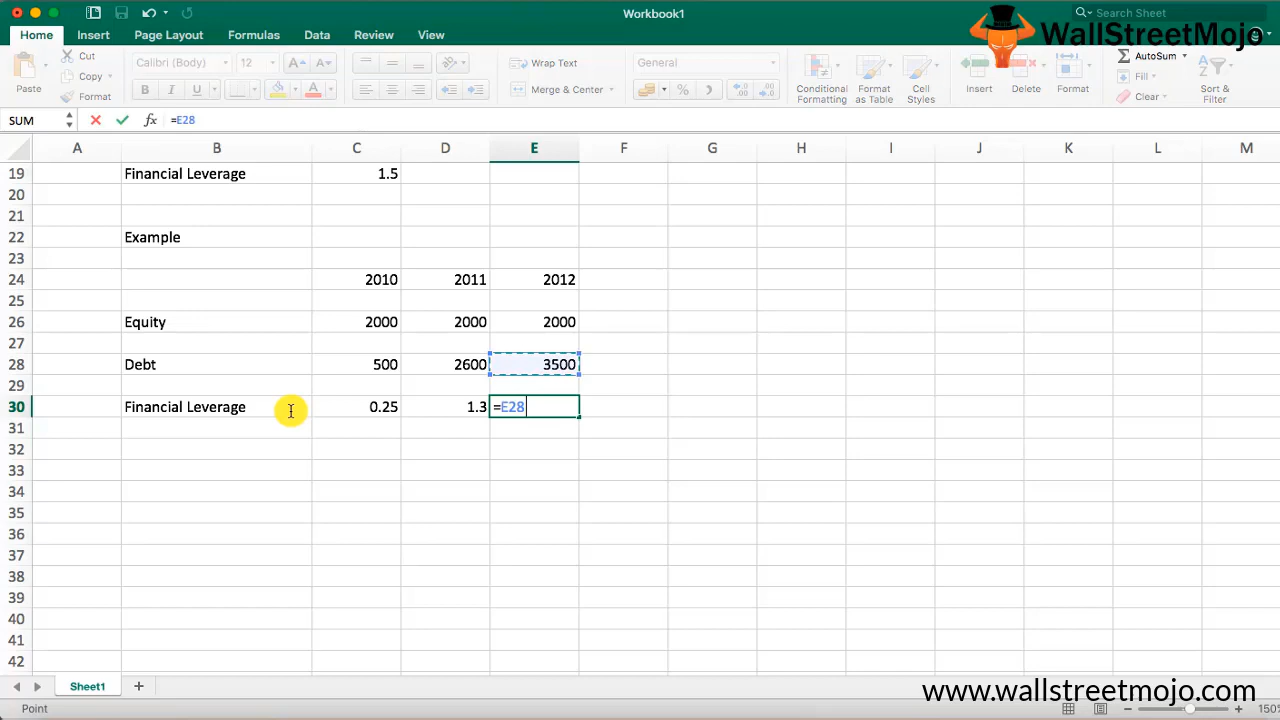 Workbook1
Search Sheet
WallStreetMojo
Home Insert Page Layout Formulas Data Review View
Paste
Cut
Copy
Format
Calibri (Body) 12
A A
B I U
A
Wrap Text
Merge & Center
General
%
Conditional Formatting
Format as Table
Cell Styles
Insert Delete Format
AutoSum
Fill
Clear
Sort & Filter
SUM fx =E28
A B C D E F G H I J K L M
19 Financial Leverage 1.5
20
21
22 Example
23
24 2010 2011 2012
25
26 Equity 2000 2000 2000
27
28 Debt 500 2600 3500
29
30 Financial Leverage 0.25 1.3 =E28
31
32
33
34
35
36
37
38
39
40
41
42
Sheet1 +
www.wallstreetmojo.com
Point
150%